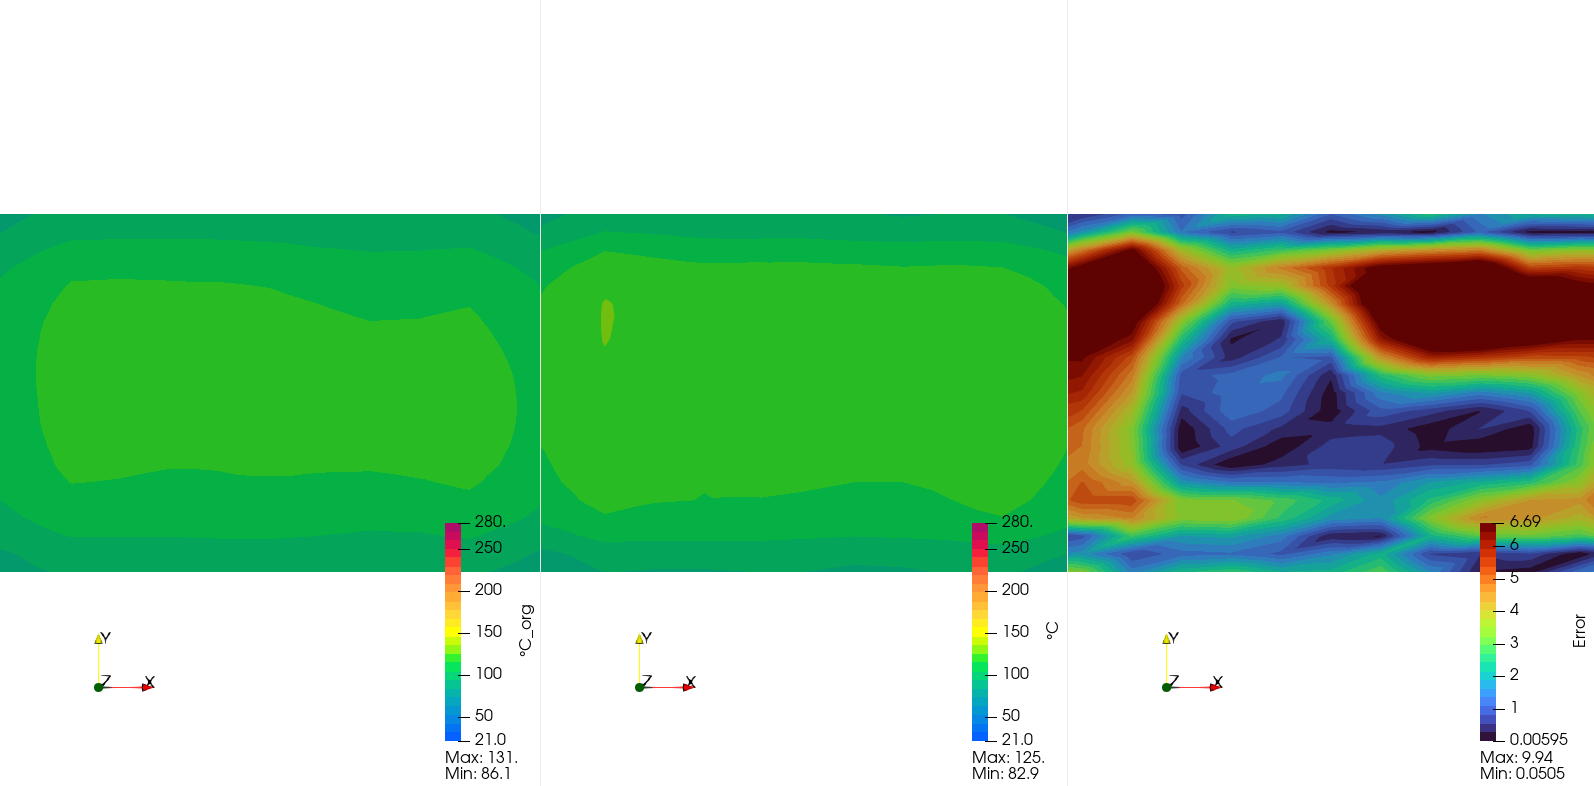 280.
250
200
150
100
50
21.0
°C_org
Max: 131.
Min: 86.1
Y
Z
X
280.
250
200
150
100
50
21.0
°C
Max: 125.
Min: 82.9
Y
Z
X
6.69
6
5
4
3
2
1
0.00595
Error
Max: 9.94
Min: 0.0505
Y
Z
X